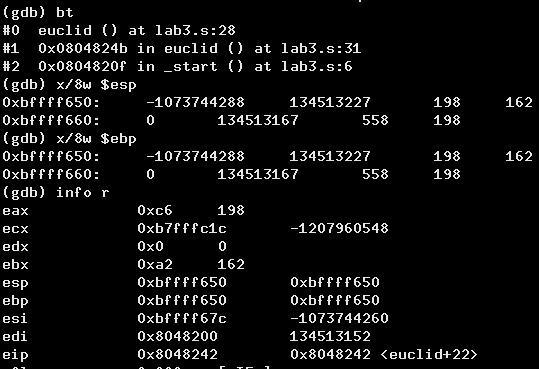 (gdb) bt
#0 euclid () at lab3.s:28
#1 0x0804824b in euclid () at lab3.s:31
#2 0x0804820f in _start () at lab3.s:6
(gdb) x/8w $esp
0xbffff650: -1073744288 134513227 198 162
0xbffff660: 0 134513167 558 198
(gdb) x/8w $ebp
0xbffff650: -1073744288 134513227 198 162
0xbffff660: 0 134513167 558 198
(gdb) info r
eax 0xc6 198
ecx 0xb7fffc1c -1207960548
edx 0x0 0
ebx 0xa2 162
esp 0xbffff650 0xbffff650
ebp 0xbffff650 0xbffff650
esi 0xbffff67c -1073744260
edi 0x8048200 134513152
eip 0x8048242 0x8048242 <euclid+22>